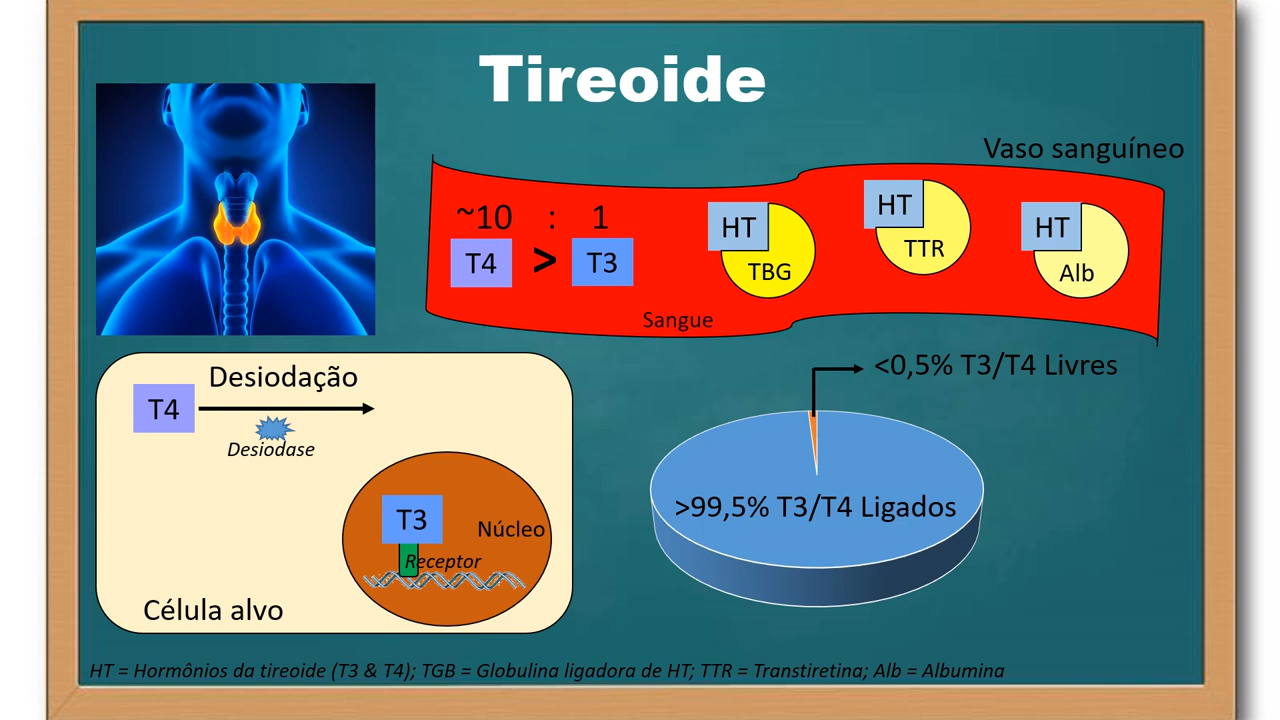 Tireoide
Vaso sanguíneo
~10 : 1
T4 > T3
HT
TBG
HT
TTR
HT
Alb
Sangue
Desiodação
T4
Desiodase
T3
Núcleo
Receptor
Célula alvo
<0,5% T3/T4 Livres
>99,5% T3/T4 Ligados
HT = Hormônios da tireoide (T3 & T4); TGB = Globulina ligadora de HT; TTR = Transtiretina; Alb = Albumina